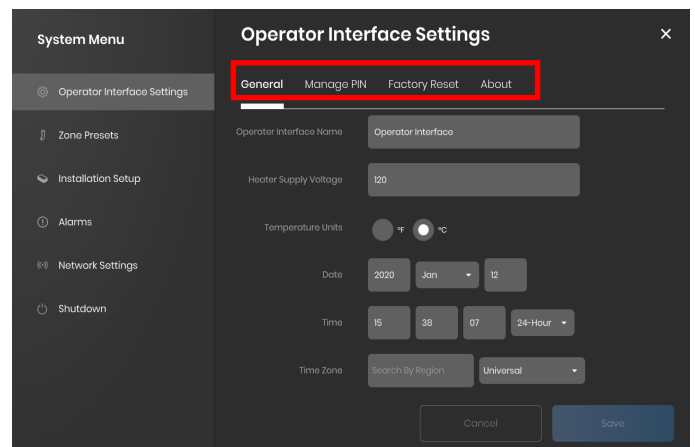 System Menu
Operator Interface Settings
Zone Presets
Installation Setup
Alarms
Network Settings
Shutdown
Operator Interface Settings
General Manage PIN Factory Reset About
Operater Interface Name Operator Interface
Heater Supply Voltage 120
Temperature Units °F °C
Date 2020 Jan 12
Time 15 38 07 24-Hour
Time Zone Search By Region Universal
Cancel Save